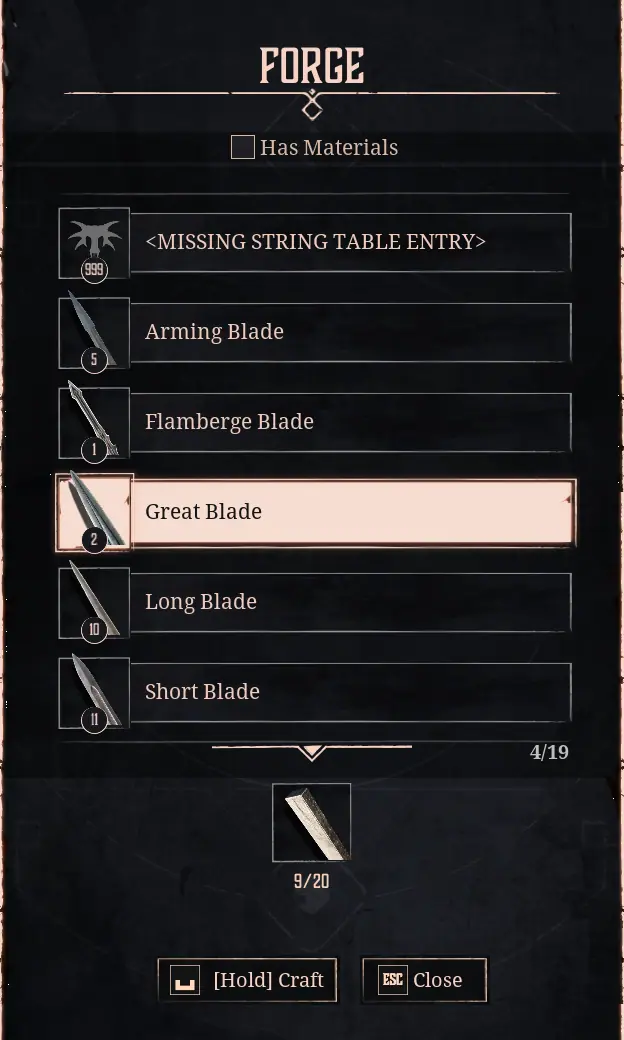 FORGE
Has Materials
<MISSING STRING TABLE ENTRY>
999
Arming Blade
5
Flamberge Blade
1
Great Blade
2
Long Blade
10
Short Blade
11
4/19
9/20
[Hold] Craft
ESC Close